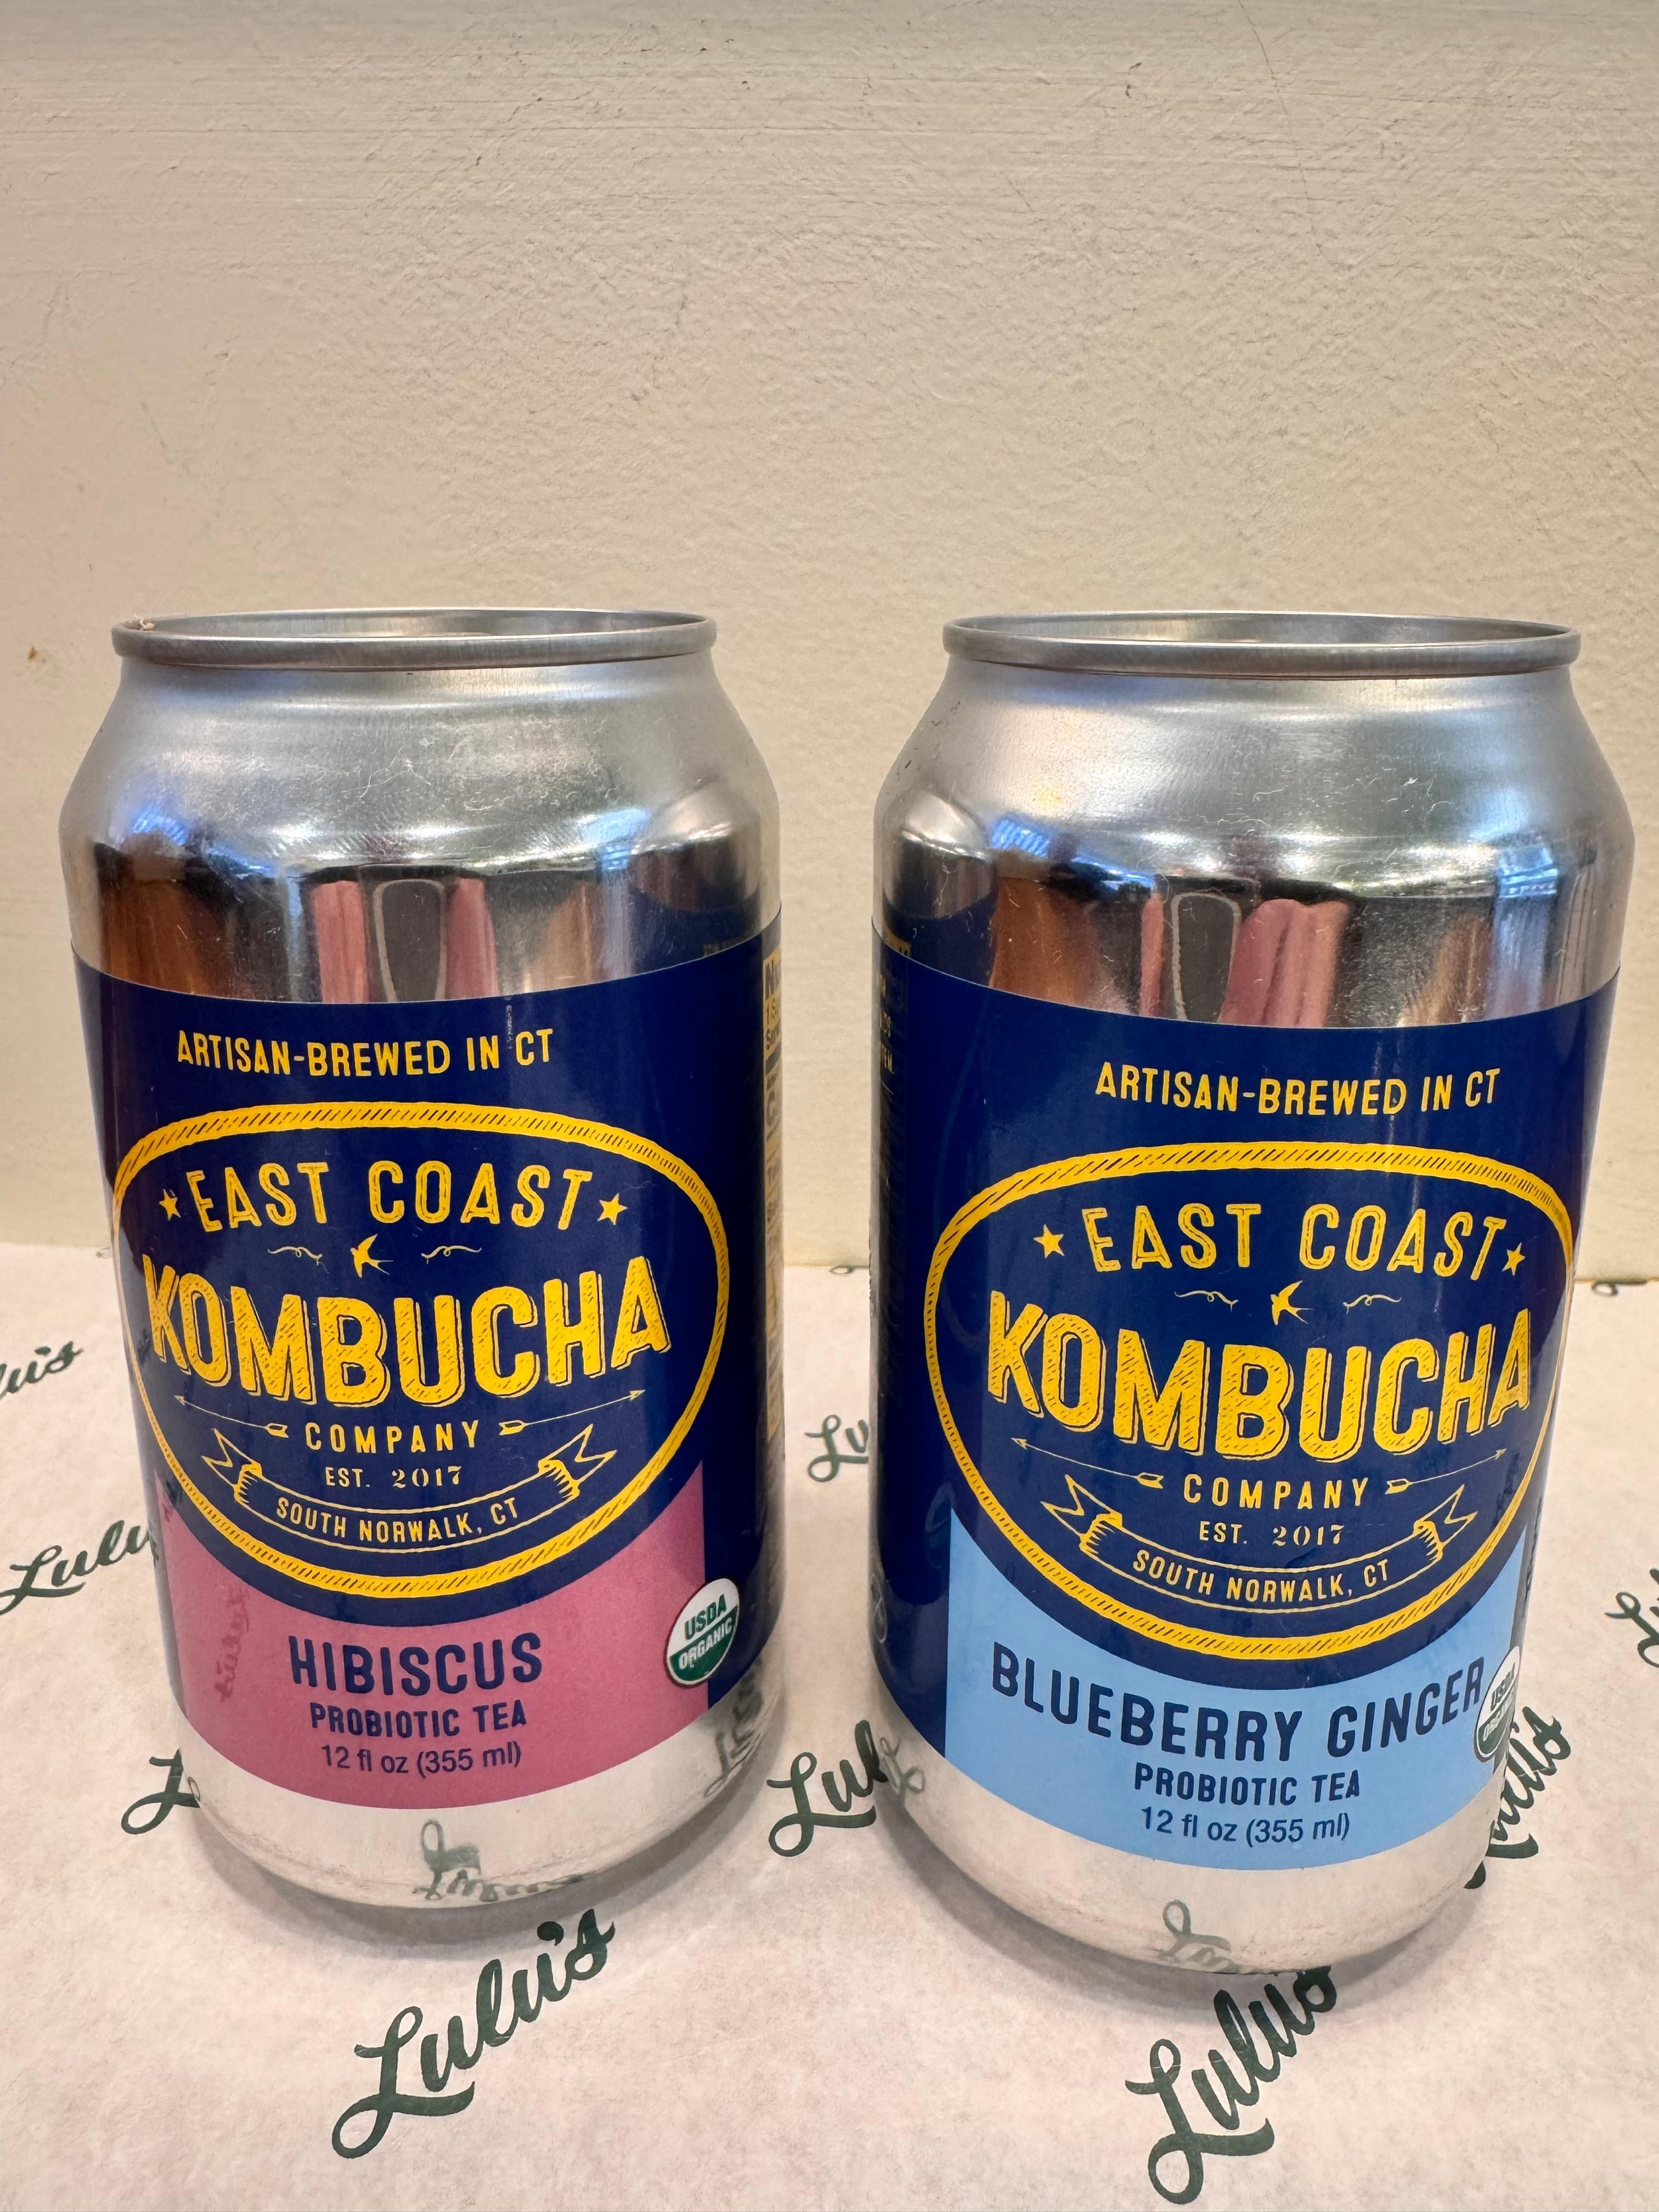 ARTISAN-BREWED IN CT
EAST COAST
KOMBUCHA
COMPANY
EST. 2017
SOUTH NORWALK, CT
HIBISCUS
PROBIOTIC TEA
12 fl oz (355 ml)
USDA
ORGANIC
ARTISAN-BREWED IN CT
EAST COAST
KOMBUCHA
COMPANY
EST. 2017
SOUTH NORWALK, CT
BLUEBERRY GINGER
PROBIOTIC TEA
12 fl oz (355 ml)
USDA
ORGANIC
Lulu's
Lulu's